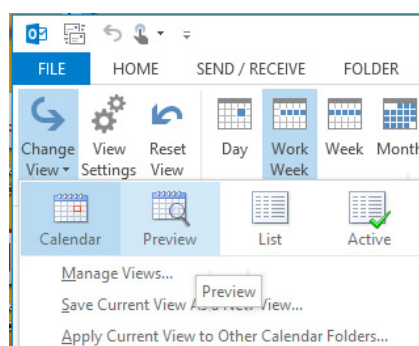 FILE HOME SEND / RECEIVE FOLDER
Change View Reset Day Work Week Month
View Settings View Week
Calendar Preview List Active
Manage Views...
Preview
Save Current View As a New View...
Apply Current View to Other Calendar Folders...